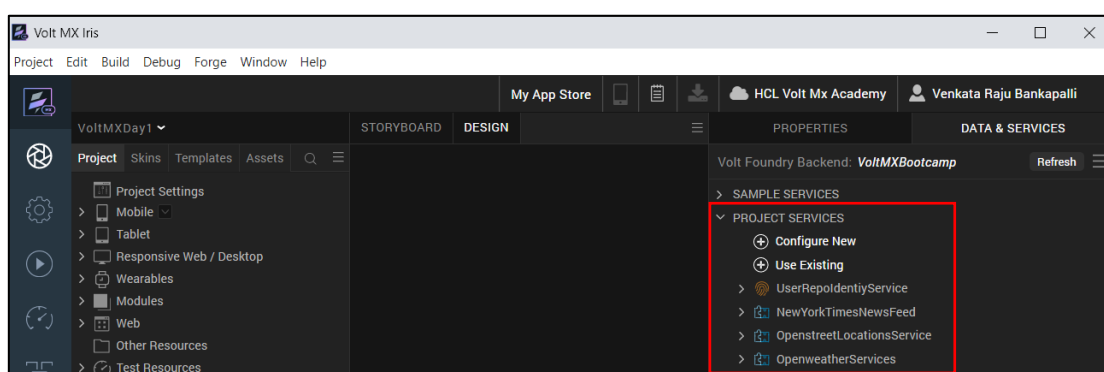 Volt MX Iris
Project Edit Build Debug Forge Window Help
My App Store HCL Volt Mx Academy Venkata Raju Bankapalli
VoltMXDay1 STORYBOARD DESIGN PROPERTIES DATA & SERVICES
Project Skins Templates Assets
Volt Foundry Backend: VoltMXBootcamp Refresh
Project Settings
SAMPLE SERVICES
Mobile
PROJECT SERVICES
Tablet
Configure New
Responsive Web / Desktop
Use Existing
Wearables
UserRepoIdentiyService
Modules
NewYorkTimesNewsFeed
Web
OpenstreetLocationsService
Other Resources
OpenweatherServices
Test Resources